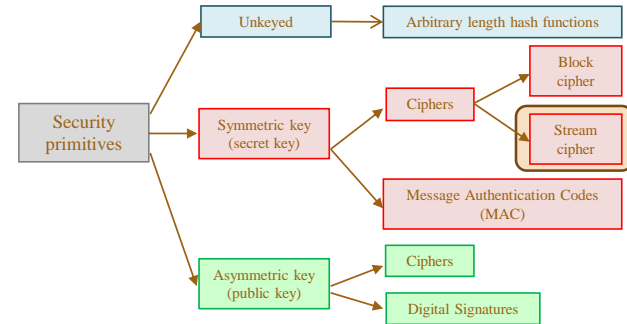 Unkeyed
Arbitrary length hash functions
Security
primitives
Symmetric key
(secret key)
Ciphers
Block
cipher
Stream
cipher
Message Authentication Codes
(MAC)
Asymmetric key
(public key)
Ciphers
Digital Signatures